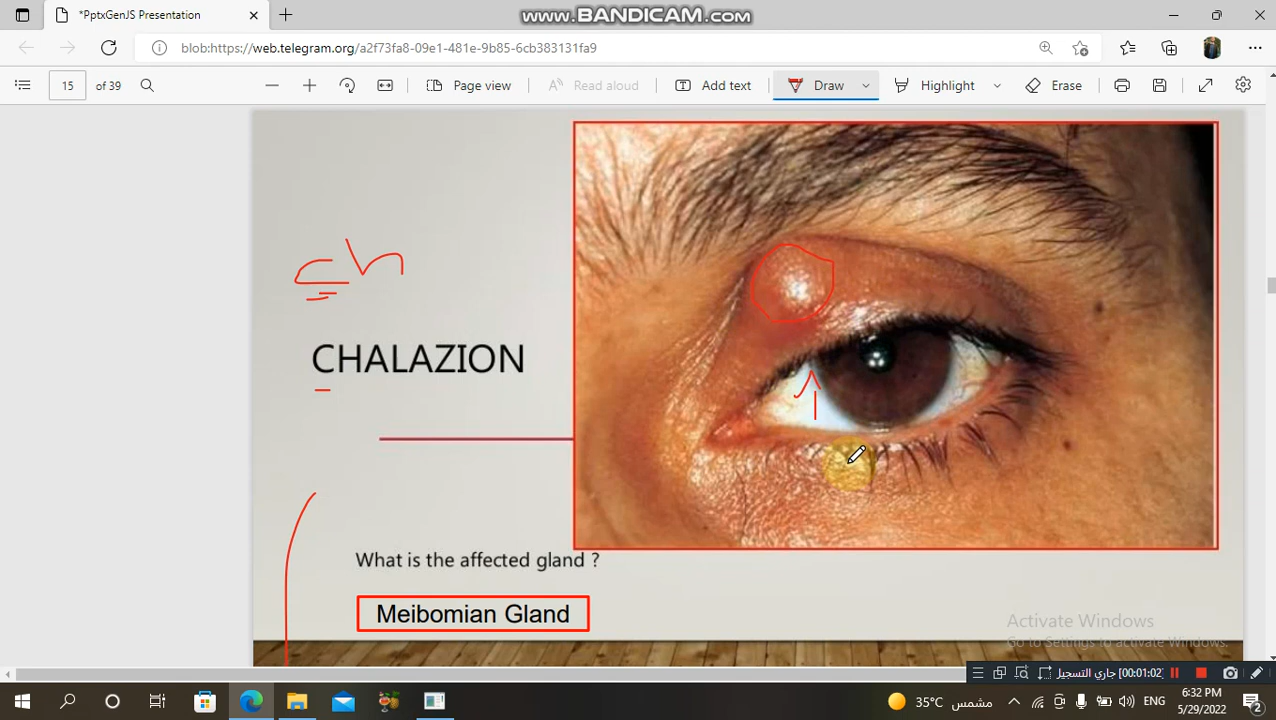 *PptxGenJS Presentation
www.BANDICAM.com
blob:https://web.telegram.org/a2f73fa8-09e1-481e-9b85-6cb383131fa9
15 of 39
Page view
Read aloud
Add text
Draw
Highlight
Erase
ch
CHALAZION
What is the affected gland ?
Meibomian Gland
Activate Windows
Go to Settings to activate Windows.
جاري التسجيل [00:01:02]
35°C مشمس
ENG
6:32 PM
5/29/2022
2